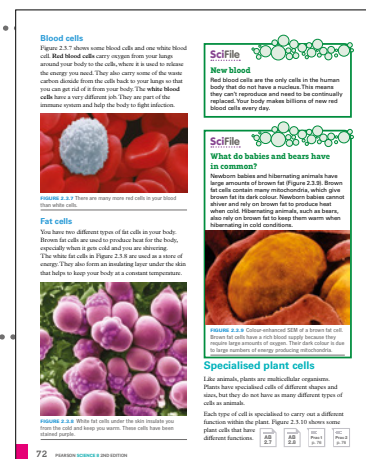 Blood cells
Figure 2.3.7 shows some blood cells and one white blood
cell. Red blood cells carry oxygen from your lungs
around your body to the cells, where it is used to release
the energy you need. They also carry some of the waste
carbon dioxide from the cells back to your lungs so that
you can get rid of it from your body. The white blood
cells have a very different job. They are part of the
immune system and help the body to fight infection.
FIGURE 2.3.7 There are many more red cells in your blood
than white cells.
Fat cells
You have two different types of fat cells in your body.
Brown fat cells are used to produce heat for the body,
especially when it gets cold and you are shivering.
The white fat cells in Figure 2.3.8 are used as a store of
energy. They also form an insulating layer under the skin
that helps to keep your body at a constant temperature.
FIGURE 2.3.8 White fat cells under the skin insulate you
from the cold and keep you warm. These cells have been
stained purple.
SciFile
New blood
Red blood cells are the only cells in the human
body that do not have a nucleus. This means
they can't reproduce and need to be continually
replaced. Your body makes billions of new red
blood cells every day.
SciFile
What do babies and bears have
in common?
Newborn babies and hibernating animals have
large amounts of brown fat (Figure 2.3.9). Brown
fat cells contain many mitochondria, which give
brown fat its dark colour. Newborn babies cannot
shiver and rely on brown fat to produce heat
when cold. Hibernating animals, such as bears,
also rely on brown fat to keep them warm when
hibernating in cold conditions.
FIGURE 2.3.9 Colour-enhanced SEM of a brown fat cell.
Brown fat cells have a rich blood supply because they
require large amounts of oxygen. Their dark colour is due
to large numbers of energy producing mitochondria.
Specialised plant cells
Like animals, plants are multicellular organisms.
Plants have specialised cells of different shapes and
sizes, but they do not have as many different types of
cells as animals.
Each type of cell is specialised to carry out a different
function within the plant. Figure 2.3.10 shows some
plant cells that have
different functions.
AB
2.7
AB
2.8
Prac 1
p. 75
Prac 2
p. 75
72 PEARSON SCIENCE 8 2ND EDITION